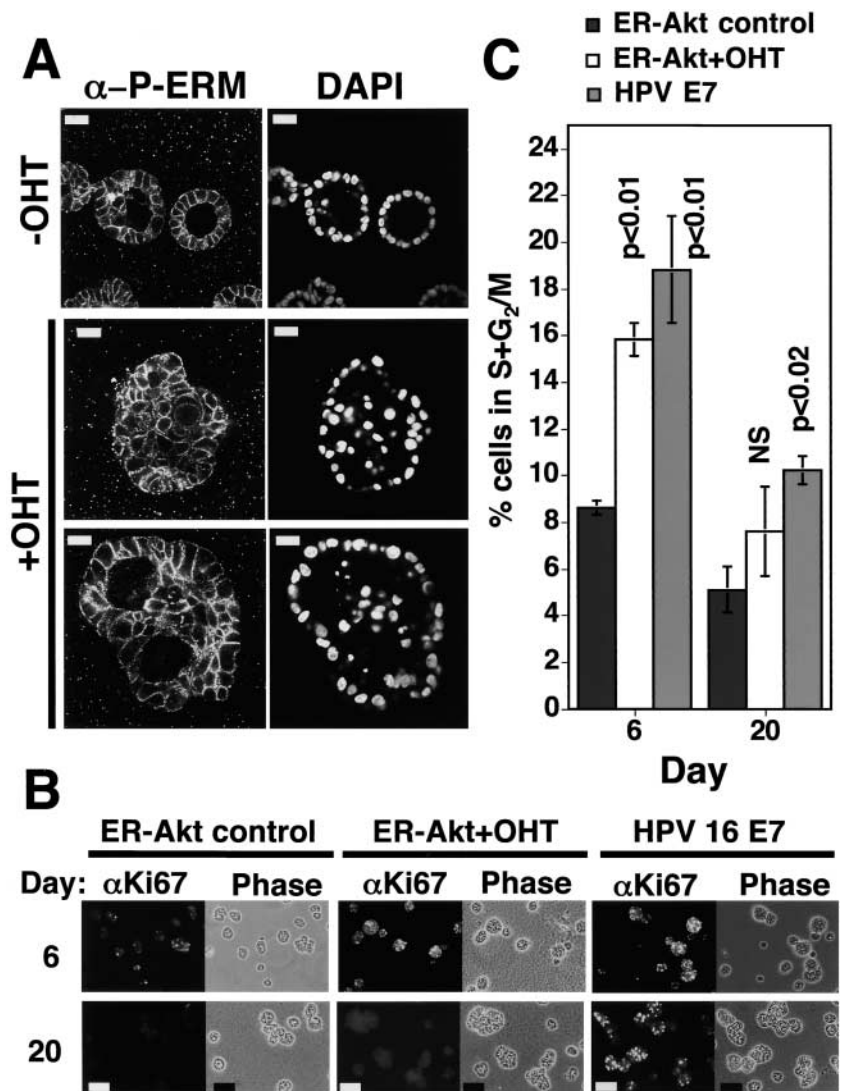 A
α–P-ERM DAPI
-OHT
+OHT
C
ER-Akt control
ER-Akt+OHT
HPV E7
% cells in S+G₂/M
24
22
20
18
16
14
12
10
8
6
4
2
0
p<0.01
p<0.01
NS
p<0.02
6 20
Day
B
ER-Akt control ER-Akt+OHT HPV 16 E7
Day: αKi67 Phase αKi67 Phase αKi67 Phase
6
20